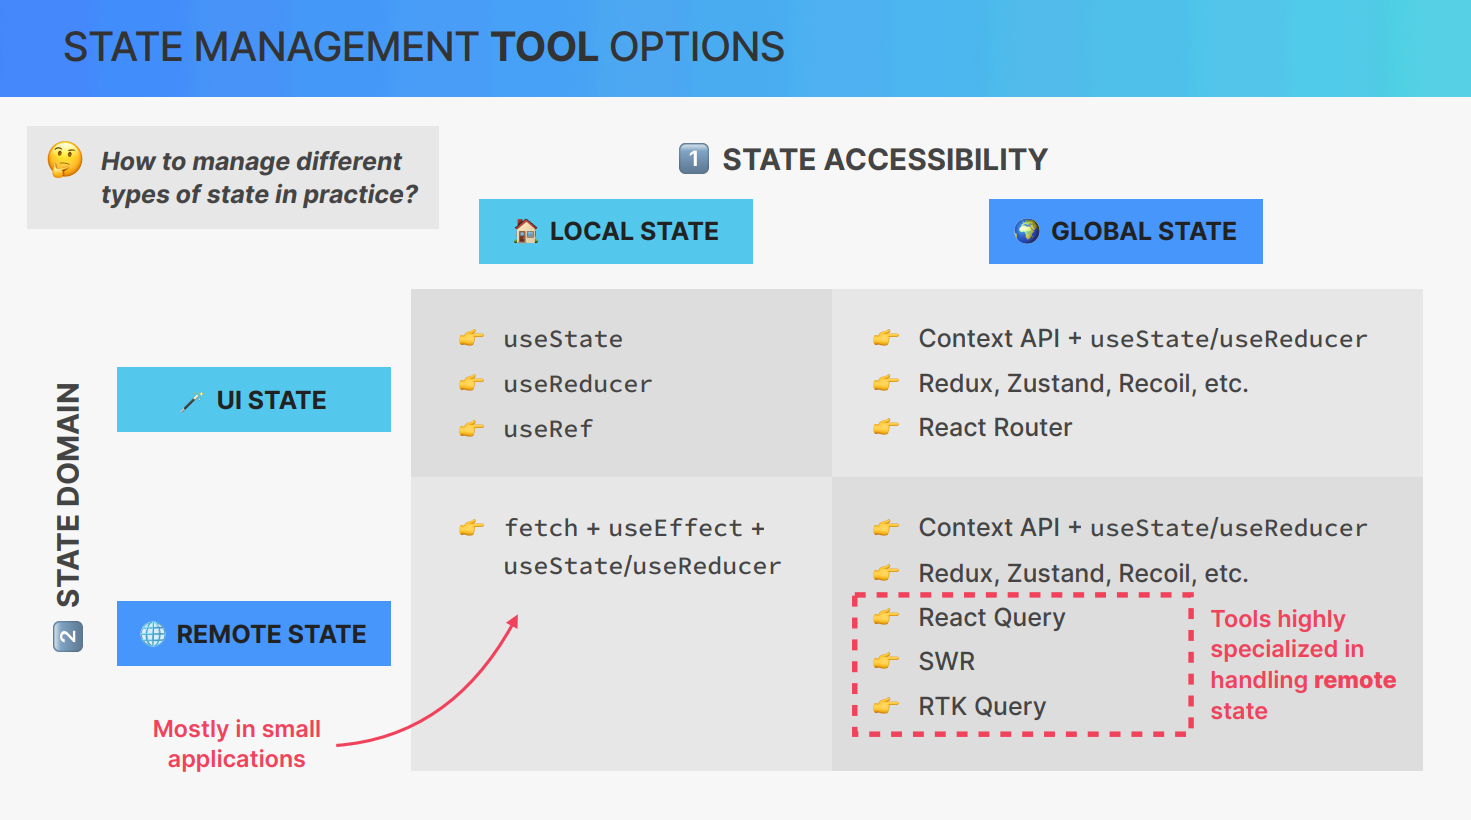 STATE MANAGEMENT TOOL OPTIONS
How to manage different
types of state in practice?
1 STATE ACCESSIBILITY
LOCAL STATE
GLOBAL STATE
2 STATE DOMAIN
UI STATE
useState
useReducer
useRef
Context API + useState/useReducer
Redux, Zustand, Recoil, etc.
React Router
REMOTE STATE
fetch + useEffect +
useState/useReducer
Mostly in small
applications
Context API + useState/useReducer
Redux, Zustand, Recoil, etc.
React Query
SWR
RTK Query
Tools highly
specialized in
handling remote
state